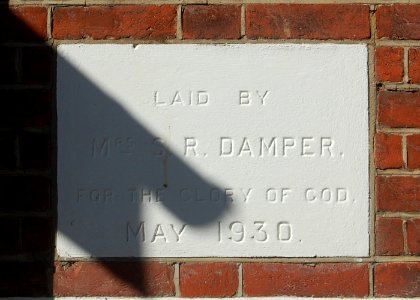 LAID BY
MRS S. R. DAMPER.
FOR THE GLORY OF GOD.
MAY 1930.